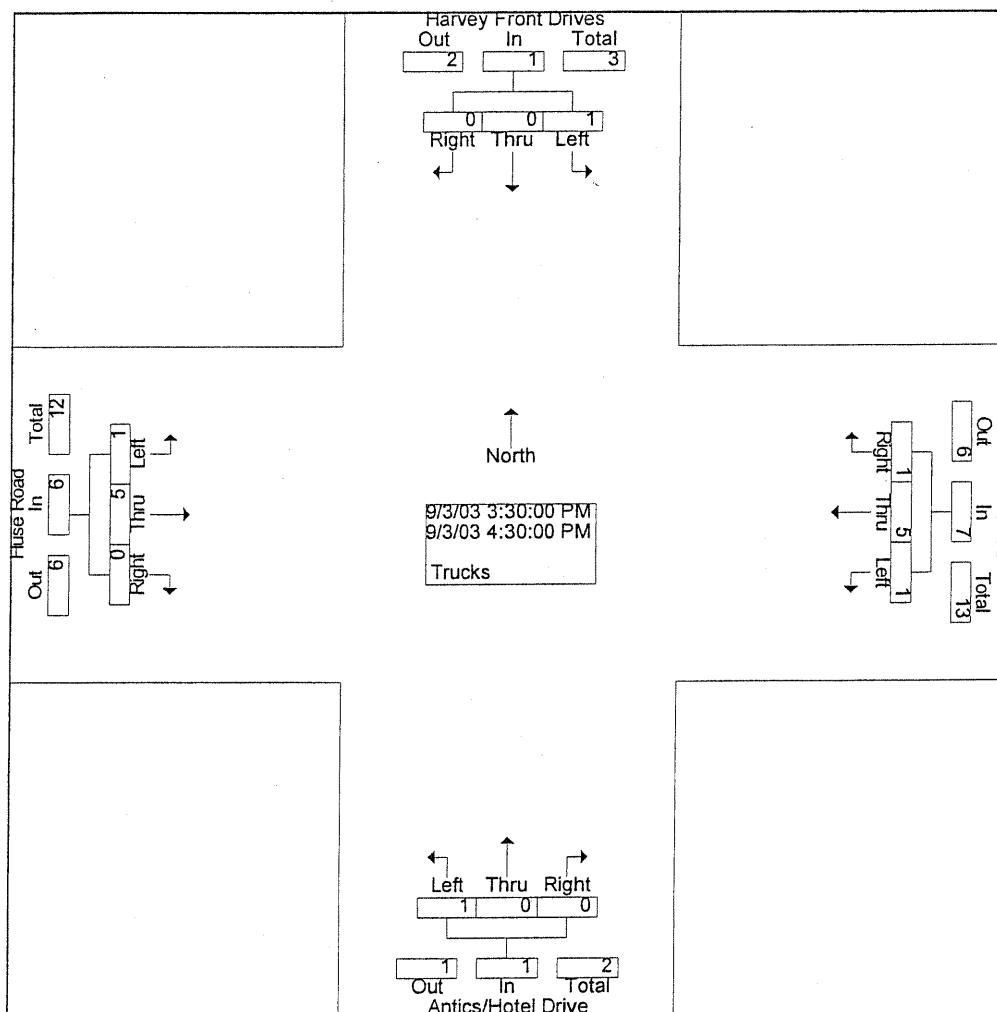 Harvey Front Drives
Out In Total
2 1 3
0 0 1
Right Thru Left
Huse Road
Out In Total
6 6 12
Right Thru Left
0 5 1
North
9/3/03 3:30:00 PM
9/3/03 4:30:00 PM
Trucks
Right Thru Left
1 5 1
Out In Total
6 7 13
Left Thru Right
1 0 0
1 1 2
Out In Total
Antics/Hotel Drive